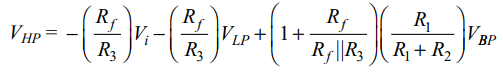 V_HP = -(R_f / R_3) V_i - (R_f / R_3) V_LP + (1 + R_f / (R_f||R_3)) (R_1 / (R_1 + R_2)) V_BP